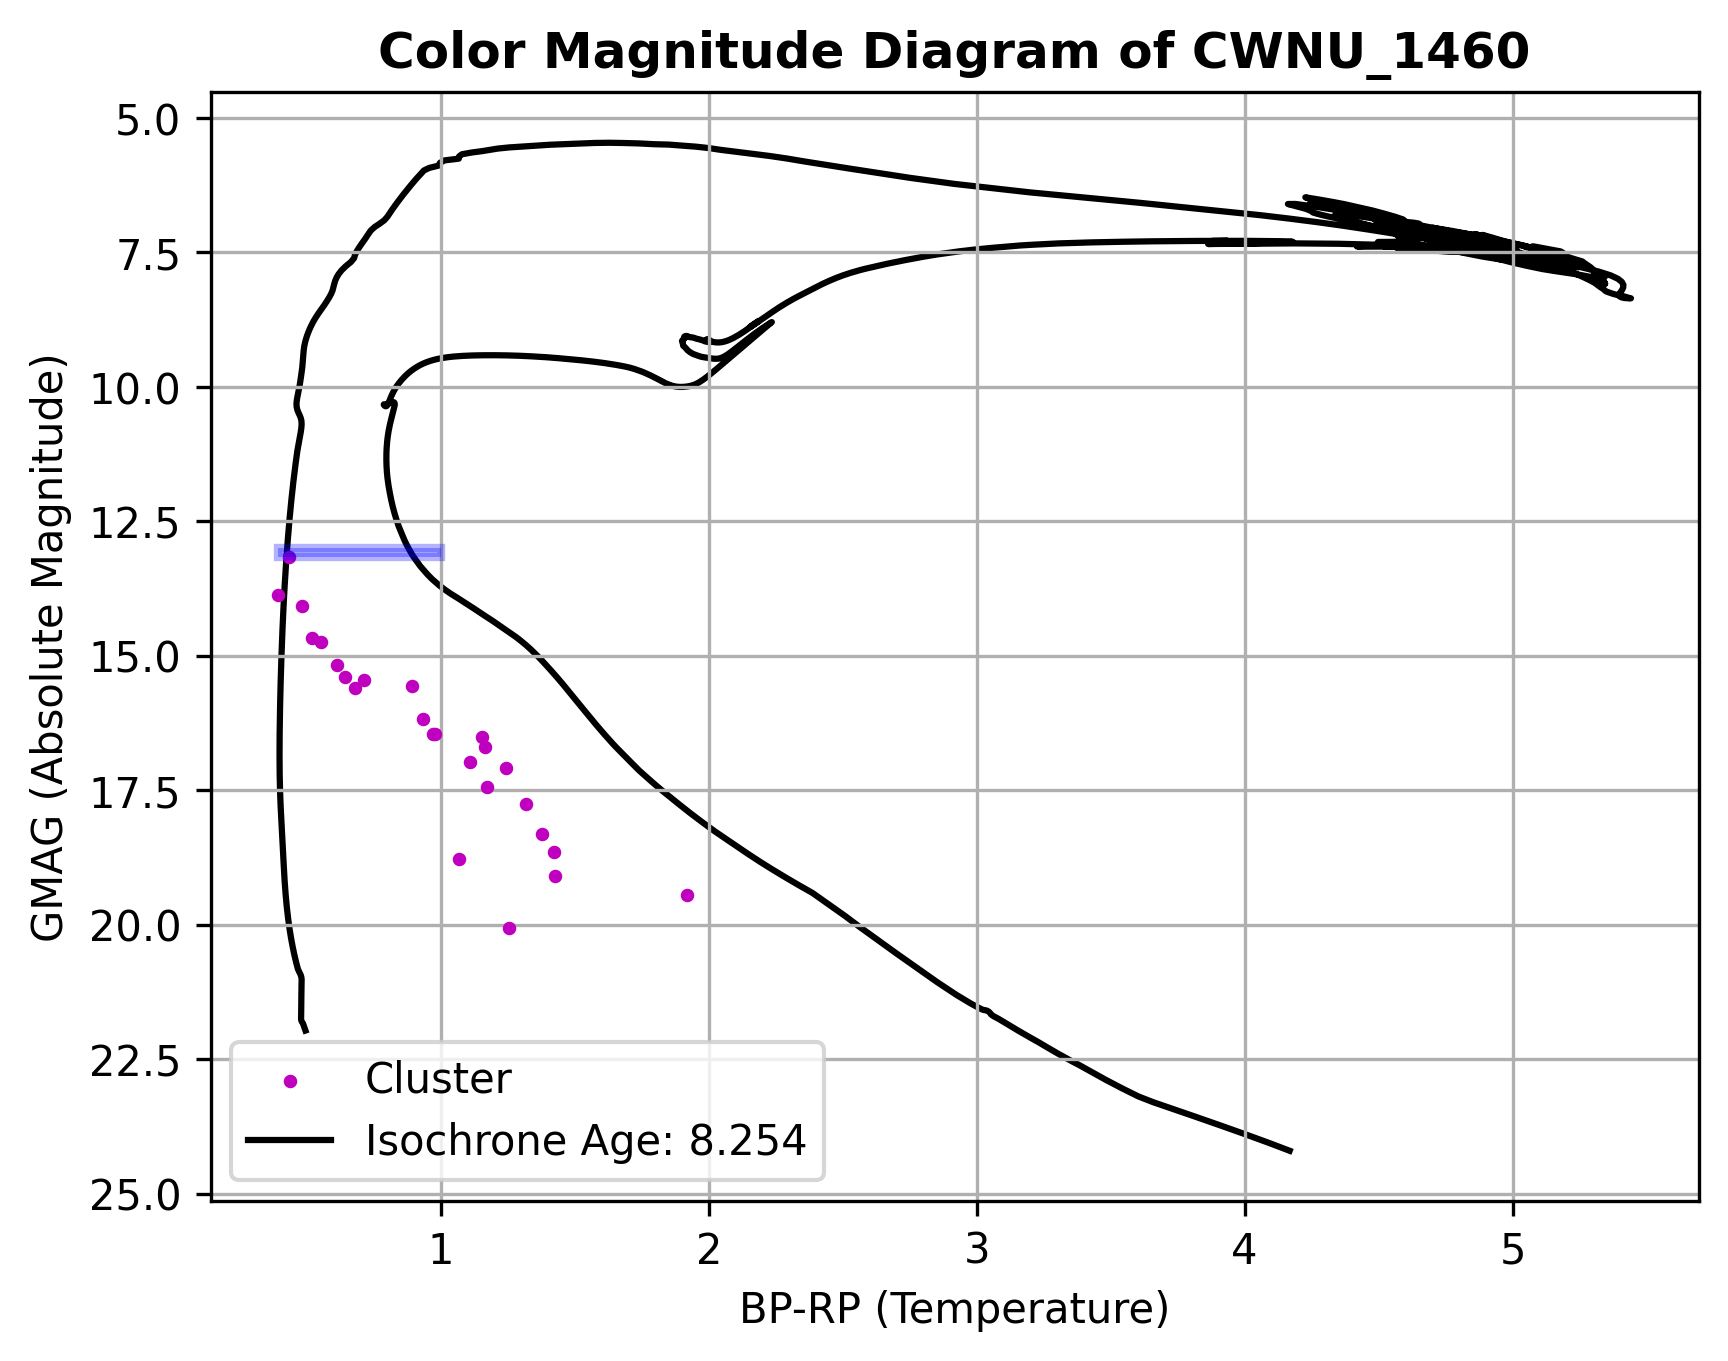 Color Magnitude Diagram of CWNU_1460
GMAG (Absolute Magnitude)
5.0
7.5
10.0
12.5
15.0
17.5
20.0
22.5
25.0
Cluster
Isochrone Age: 8.254
1
2
3
4
5
BP-RP (Temperature)